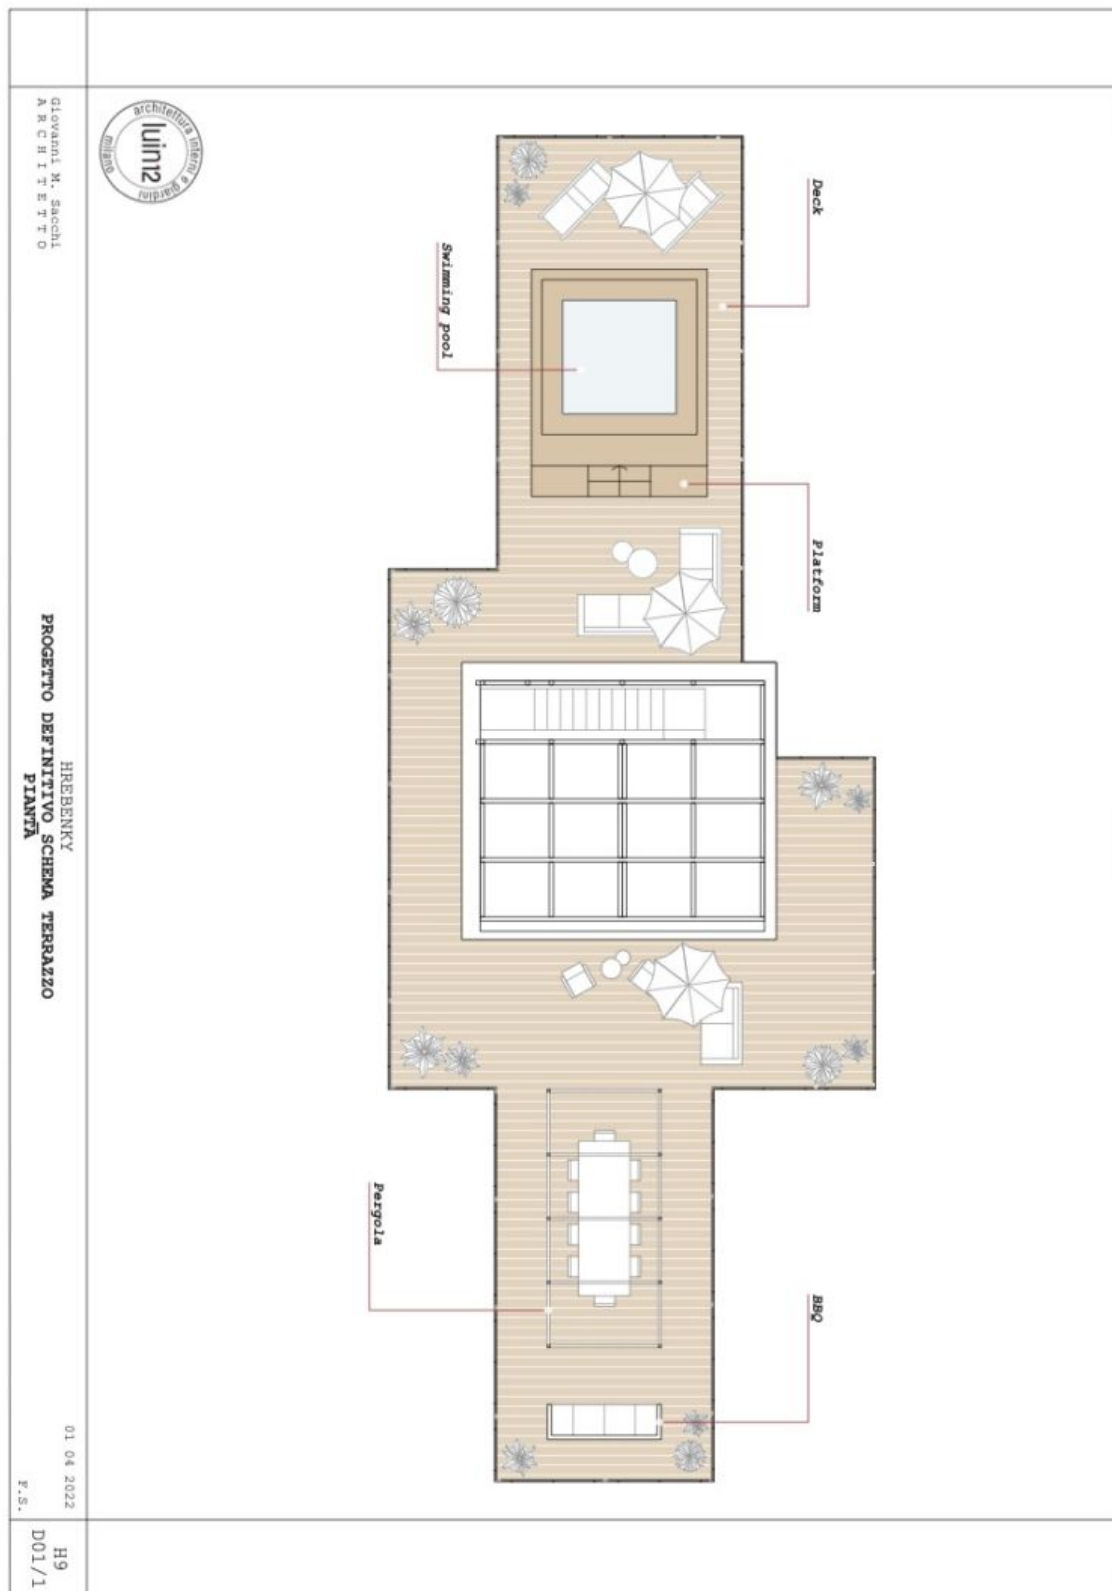 Deck
Swimming pool
Platform
Pergola
BBQ
architettura interni e giardini
luin12
milano
Giovanni M. Sacchi
ARCHITETTO
HREBENKY
PROGETTO DEFINITIVO SCHEMA TERRAZZO
PIANTA
01 04 2022
F.S.
H9
D01/1